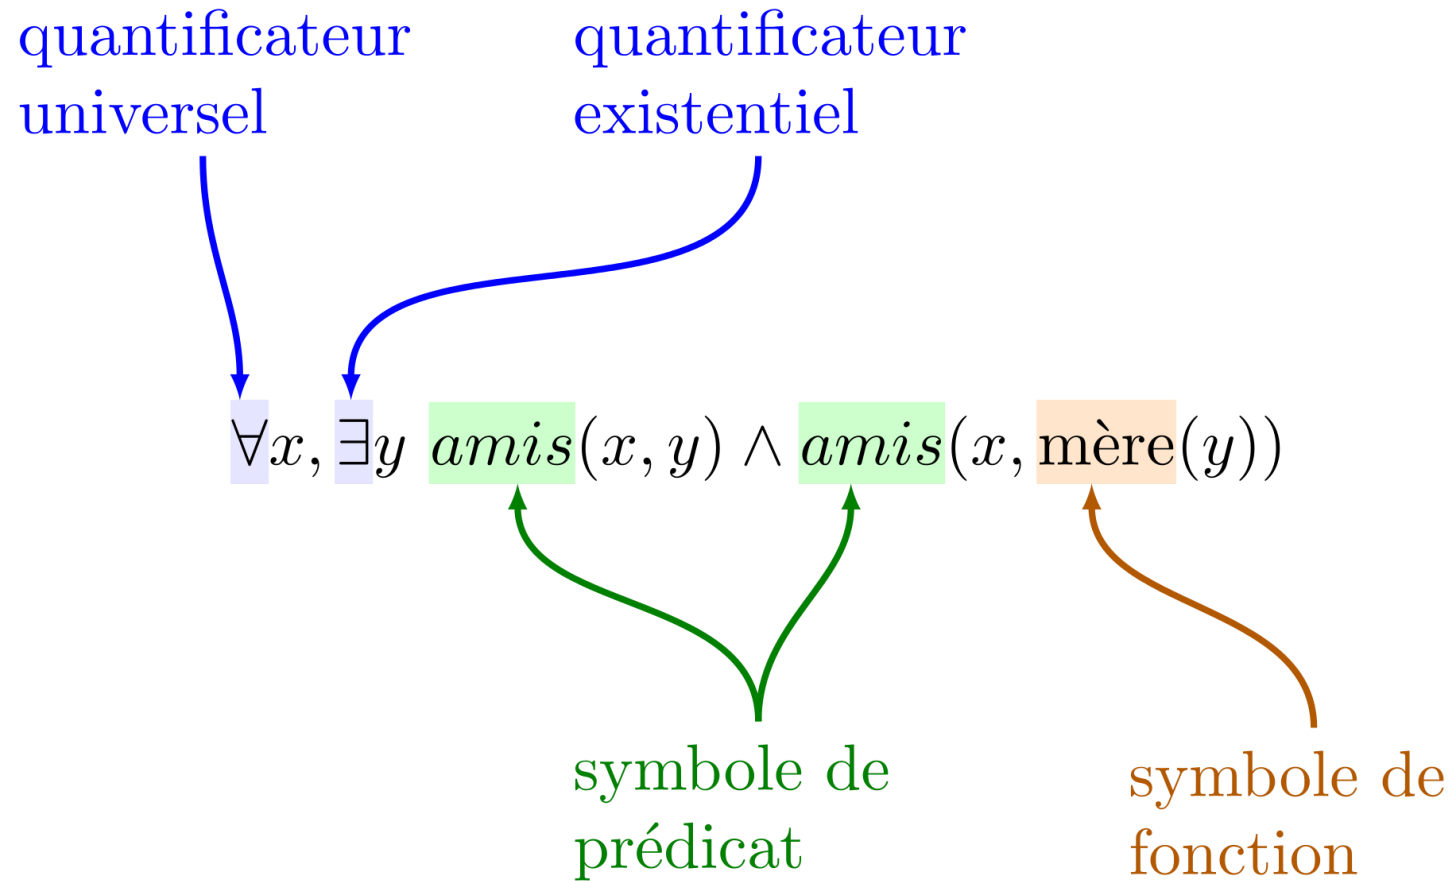 quantificateur
universel
quantificateur
existentiel
∀x, ∃y amis(x, y) ∧ amis(x, mère(y))
symbole de
prédicat
symbole de
fonction